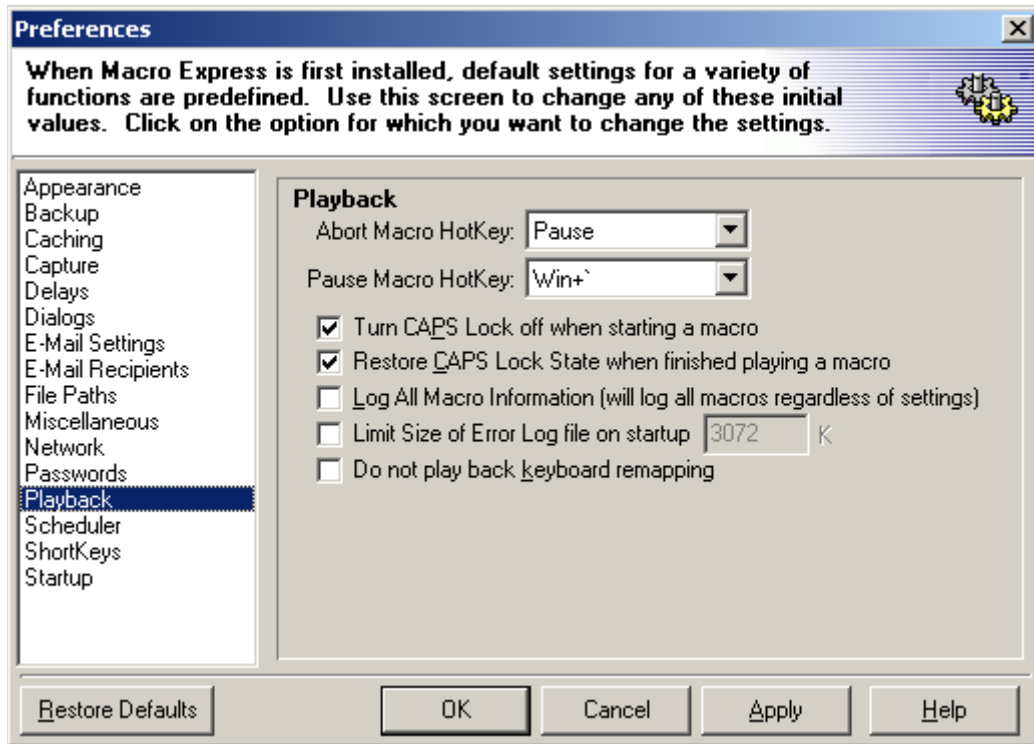 Preferences
When Macro Express is first installed, default settings for a variety of
functions are predefined.  Use this screen to change any of these initial
values.  Click on the option for which you want to change the settings.
Appearance
Backup
Caching
Capture
Delays
Dialogs
E-Mail Settings
E-Mail Recipients
File Paths
Miscellaneous
Network
Passwords
Playback
Scheduler
ShortKeys
Startup
Playback
Abort Macro HotKey: Pause
Pause Macro HotKey: Win+`
Turn CAPS Lock off when starting a macro
Restore CAPS Lock State when finished playing a macro
Log All Macro Information (will log all macros regardless of settings)
Limit Size of Error Log file on startup 3072 K
Do not play back keyboard remapping
Restore Defaults OK Cancel Apply Help